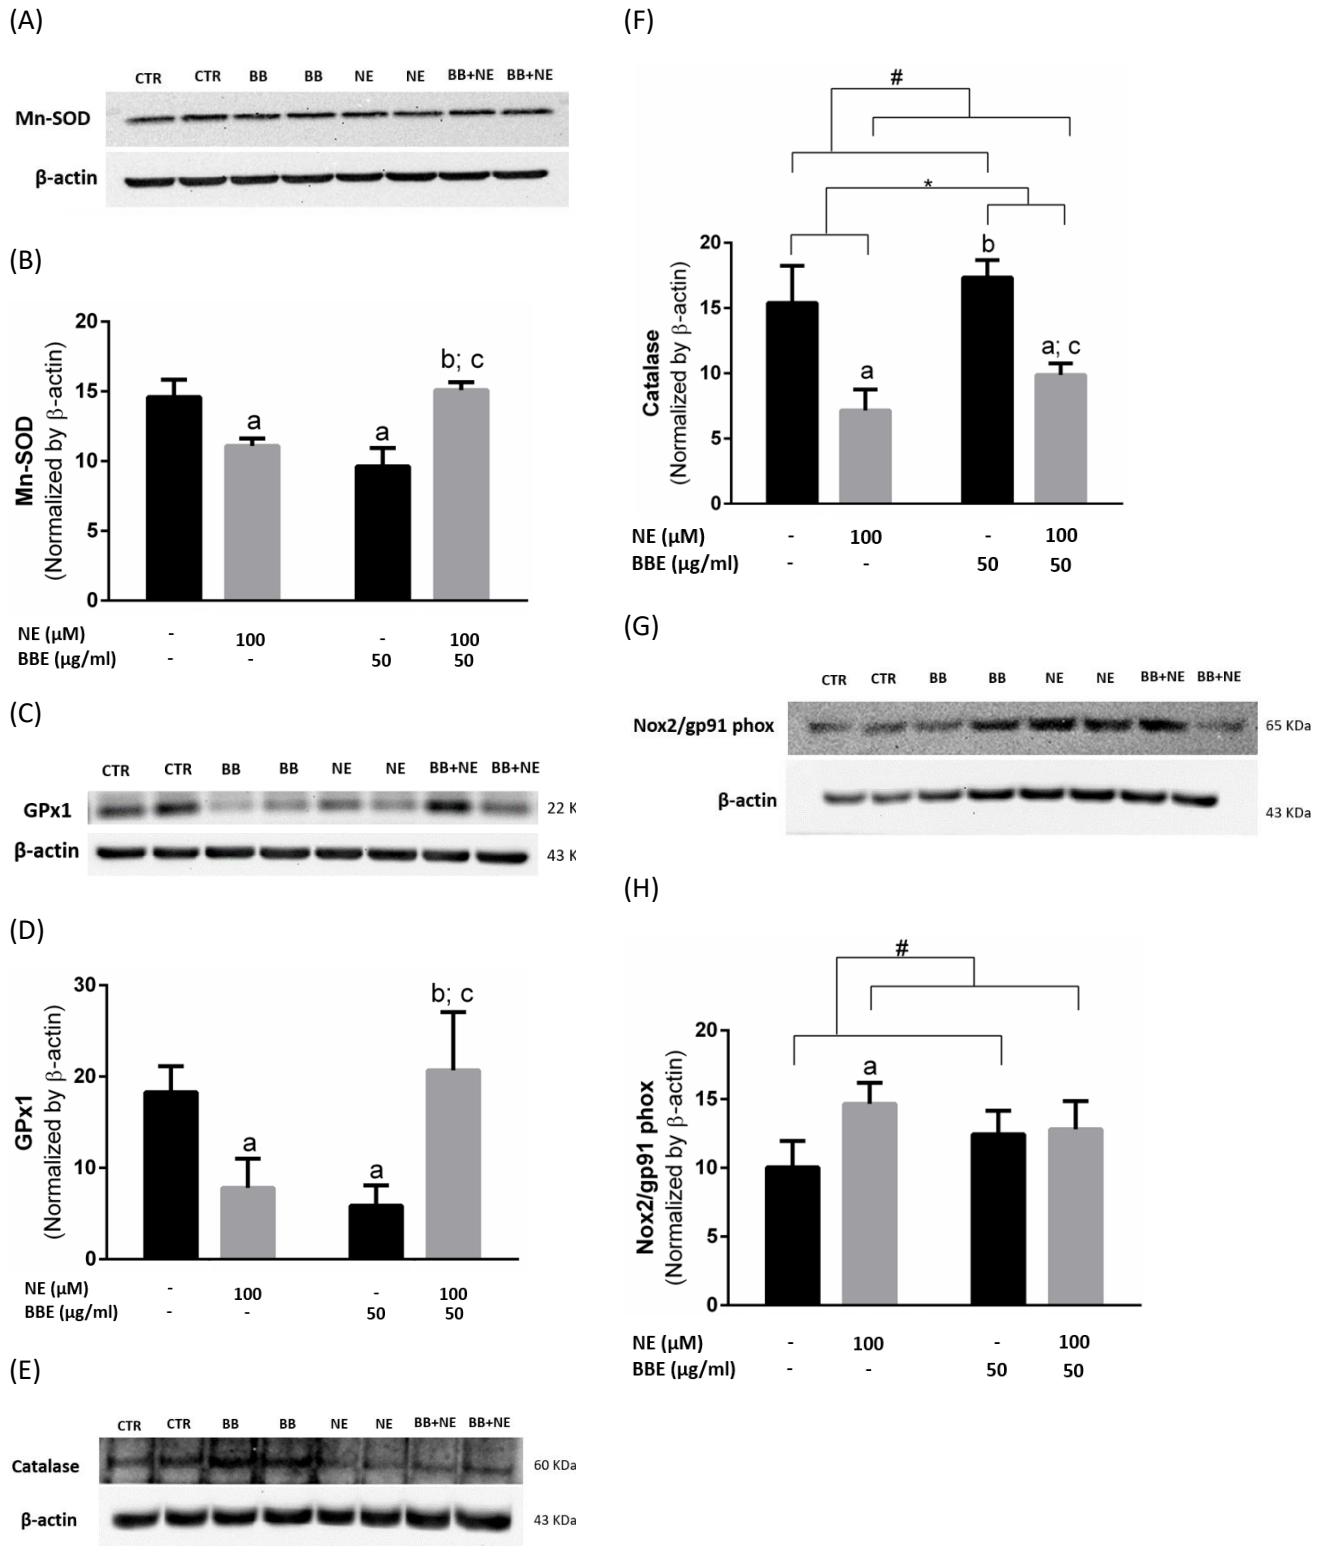 (A)
CTR CTR BB BB NE NE BB+NE BB+NE
Mn-SOD
β-actin
(B)
20
15
10
5
0
Mn-SOD
(Normalized by β-actin)
a
a
b; c
NE (µM) - 100 - 100
BBE (µg/ml) - - 50 50
(C)
CTR CTR BB BB NE NE BB+NE BB+NE
GPx1 22 K
β-actin 43 K
(D)
30
20
10
0
GPx1
(Normalized by β-actin)
a
a
b; c
NE (µM) - 100 - 100
BBE (µg/ml) - - 50 50
(E)
CTR CTR BB BB NE NE BB+NE BB+NE
Catalase 60 KDa
β-actin 43 KDa
(F)
#
*
20
15
10
5
0
Catalase
(Normalized by β-actin)
a
b
a; c
NE (µM) - 100 - 100
BBE (µg/ml) - - 50 50
(G)
CTR CTR BB BB NE NE BB+NE BB+NE
Nox2/gp91 phox 65 KDa
β-actin 43 KDa
(H)
#
20
15
10
5
0
Nox2/gp91 phox
(Normalized by β-actin)
a
NE (µM) - 100 - 100
BBE (µg/ml) - - 50 50